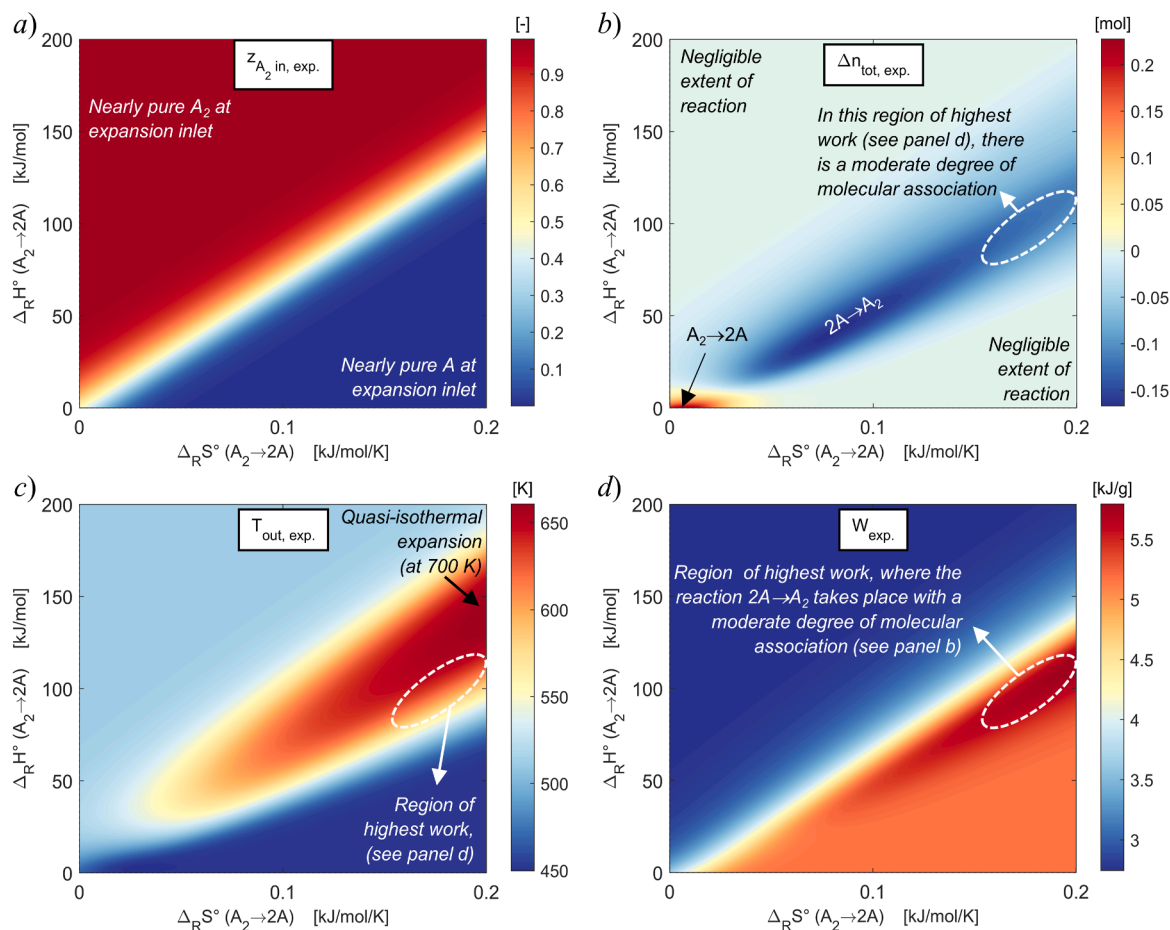 a)
[-]
200
150
100
50
0
z_A₂ in, exp.
Nearly pure A₂ at
expansion inlet
Nearly pure A at
expansion inlet
0
0.1
0.2
Δ_RH° (A₂→2A) [kJ/mol]
Δ_RS° (A₂→2A) [kJ/mol/K]
0.9
0.8
0.7
0.6
0.5
0.4
0.3
0.2
0.1
b)
[mol]
200
150
100
50
0
Negligible
extent of
reaction
Δn_tot, exp.
In this region of highest
work (see panel d), there
is a moderate degree of
molecular association
2A→A₂
A₂→2A
Negligible
extent of
reaction
0
0.1
0.2
Δ_RH° (A₂→2A) [kJ/mol]
Δ_RS° (A₂→2A) [kJ/mol/K]
0.2
0.15
0.1
0.05
0
-0.05
-0.1
-0.15
c)
[K]
200
150
100
50
0
T_out, exp.
Quasi-isothermal
expansion
(at 700 K)
Region of
highest work,
(see panel d)
0
0.1
0.2
Δ_RH° (A₂→2A) [kJ/mol]
Δ_RS° (A₂→2A) [kJ/mol/K]
650
600
550
500
450
d)
[kJ/g]
200
150
100
50
0
W_exp.
Region of highest work, where the
reaction 2A→A₂ takes place with a
moderate degree of molecular
association (see panel b)
0
0.1
0.2
Δ_RH° (A₂→2A) [kJ/mol]
Δ_RS° (A₂→2A) [kJ/mol/K]
5.5
5
4.5
4
3.5
3